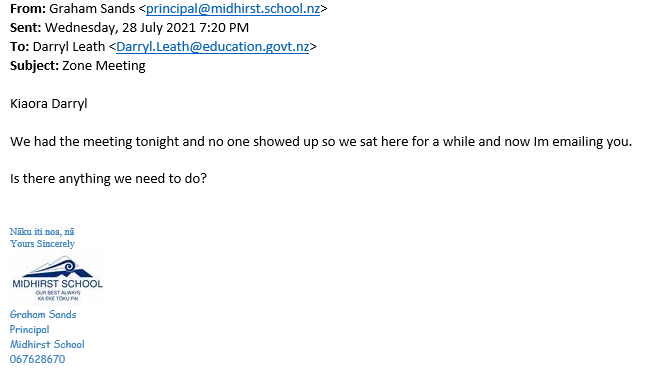 From: Graham Sands <principal@midhirst.school.nz>
Sent: Wednesday, 28 July 2021 7:20 PM
To: Darryl Leath <Darryl.Leath@education.govt.nz>
Subject: Zone Meeting
Kiaora Darryl
We had the meeting tonight and no one showed up so we sat here for a while and now Im emailing you.
Is there anything we need to do?
Nāku iti noa, nā
Yours Sincerely
MIDHIRST SCHOOL
OUR BEST ALWAYS
KA EKE TŌKU PAI
Graham Sands
Principal
Midhirst School
067628670